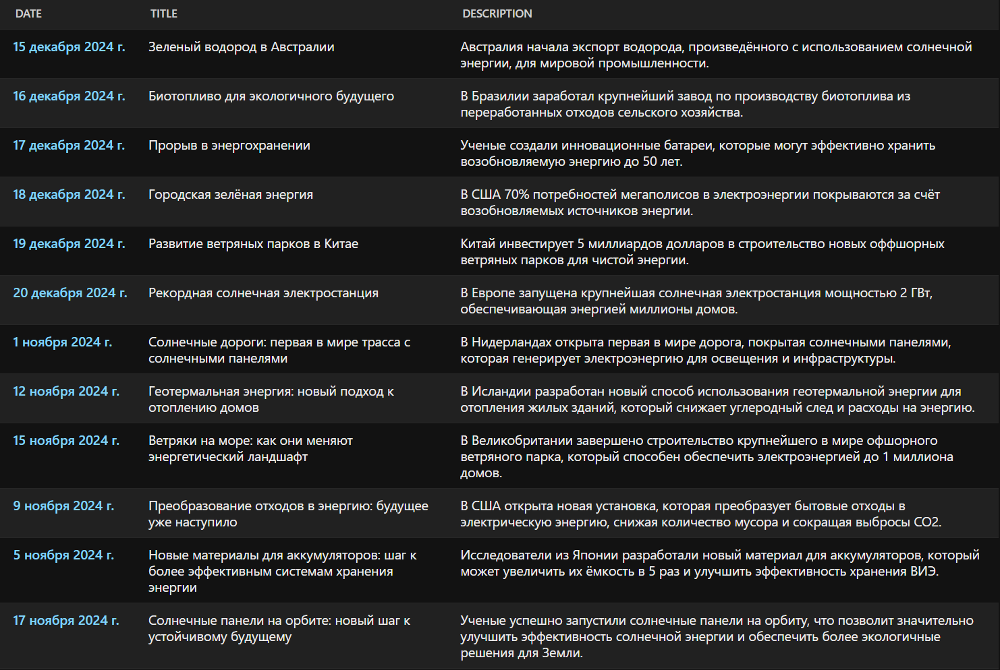 DATE TITLE DESCRIPTION
15 декабря 2024 г. Зеленый водород в Австралии Австралия начала экспорт водорода, произведённого с использованием солнечной
энергии, для мировой промышленности.
16 декабря 2024 г. Биотопливо для экологичного будущего В Бразилии заработал крупнейший завод по производству биотоплива из
переработанных отходов сельского хозяйства.
17 декабря 2024 г. Прорыв в энергохранении Ученые создали инновационные батареи, которые могут эффективно хранить
возобновляемую энергию до 50 лет.
18 декабря 2024 г. Городская зелёная энергия В США 70% потребностей мегаполисов в электроэнергии покрываются за счёт
возобновляемых источников энергии.
19 декабря 2024 г. Развитие ветряных парков в Китае Китай инвестирует 5 миллиардов долларов в строительство новых оффшорных
ветряных парков для чистой энергии.
20 декабря 2024 г. Рекордная солнечная электростанция В Европе запущена крупнейшая солнечная электростанция мощностью 2 ГВт,
обеспечивающая энергией миллионы домов.
1 ноября 2024 г. Солнечные дороги: первая в мире трасса с В Нидерландах открыта первая в мире дорога, покрытая солнечными панелями,
солнечными панелями которая генерирует электроэнергию для освещения и инфраструктуры.
12 ноября 2024 г. Геотермальная энергия: новый подход к В Исландии разработан новый способ использования геотермальной энергии для
отоплению домов отопления жилых зданий, который снижает углеродный след и расходы на энергию.
15 ноября 2024 г. Ветряки на море: как они меняют В Великобритании завершено строительство крупнейшего в мире офшорного
энергетический ландшафт ветряного парка, который способен обеспечить электроэнергией до 1 миллиона
домов.
9 ноября 2024 г. Преобразование отходов в энергию: будущее В США открыта новая установка, которая преобразует бытовые отходы в
уже наступило электрическую энергию, снижая количество мусора и сокращая выбросы CO2.
5 ноября 2024 г. Новые материалы для аккумуляторов: шаг к Исследователи из Японии разработали новый материал для аккумуляторов, который
более эффективным системам хранения может увеличить их ёмкость в 5 раз и улучшить эффективность хранения ВИЭ.
энергии
17 ноября 2024 г. Солнечные панели на орбите: новый шаг к Ученые успешно запустили солнечные панели на орбиту, что позволит значительно
устойчивому будущему улучшить эффективность солнечной энергии и обеспечить более экологичные
решения для Земли.